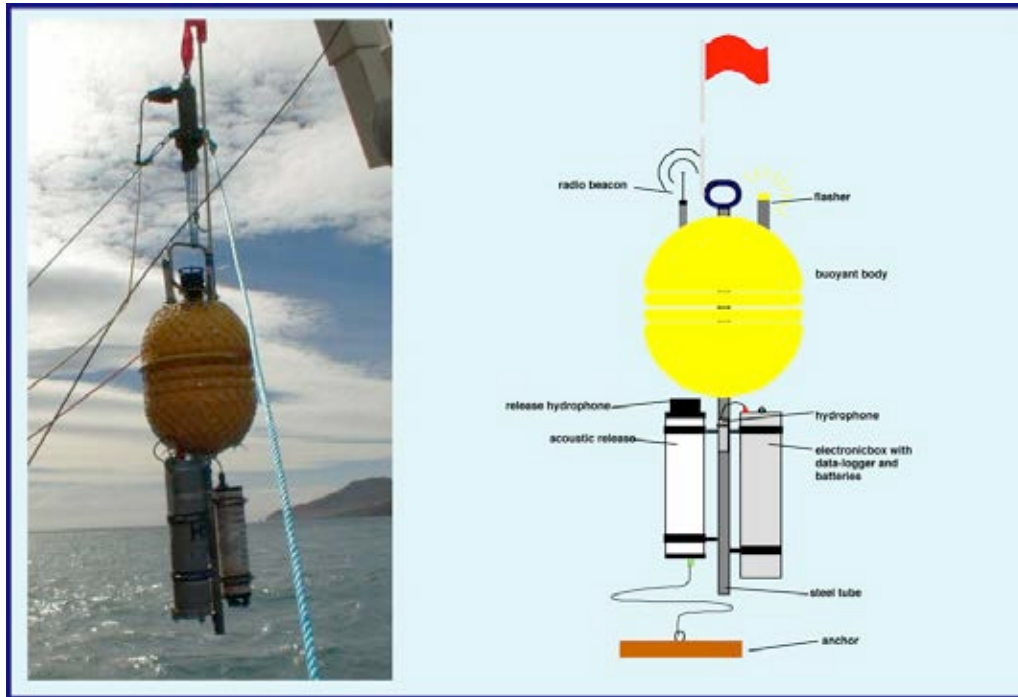 radio beacon
flasher
buoyant body
release hydrophone
hydrophone
acoustic release
electronicbox with
data-logger and
batteries
steel tube
anchor